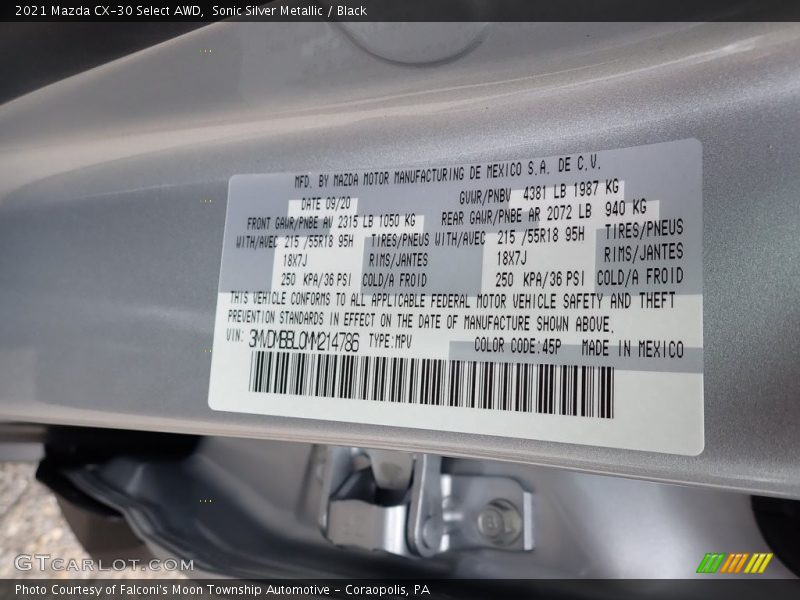 2021 Mazda CX-30 Select AWD, Sonic Silver Metallic / Black
MFD. BY MAZDA MOTOR MANUFACTURING DE MEXICO S.A. DE C.V.
DATE 09/20 GVWR/PNBV 4381 LB 1987 KG
FRONT GAWR/PNBE AV 2315 LB 1050 KG REAR GAWR/PNBE AR 2072 LB 940 KG
WITH/AVEC 215 /55R18 95H TIRES/PNEUS WITH/AVEC 215 /55R18 95H TIRES/PNEUS
18X7J RIMS/JANTES 18X7J RIMS/JANTES
250 KPA/36 PSI COLD/A FROID 250 KPA/36 PSI COLD/A FROID
THIS VEHICLE CONFORMS TO ALL APPLICABLE FEDERAL MOTOR VEHICLE SAFETY AND THEFT
PREVENTION STANDARDS IN EFFECT ON THE DATE OF MANUFACTURE SHOWN ABOVE.
VIN: 3MVDMBBL0MM214786 TYPE:MPV COLOR CODE:45P MADE IN MEXICO
GTCARLOT.COM
Photo Courtesy of Falconi's Moon Township Automotive - Coraopolis, PA